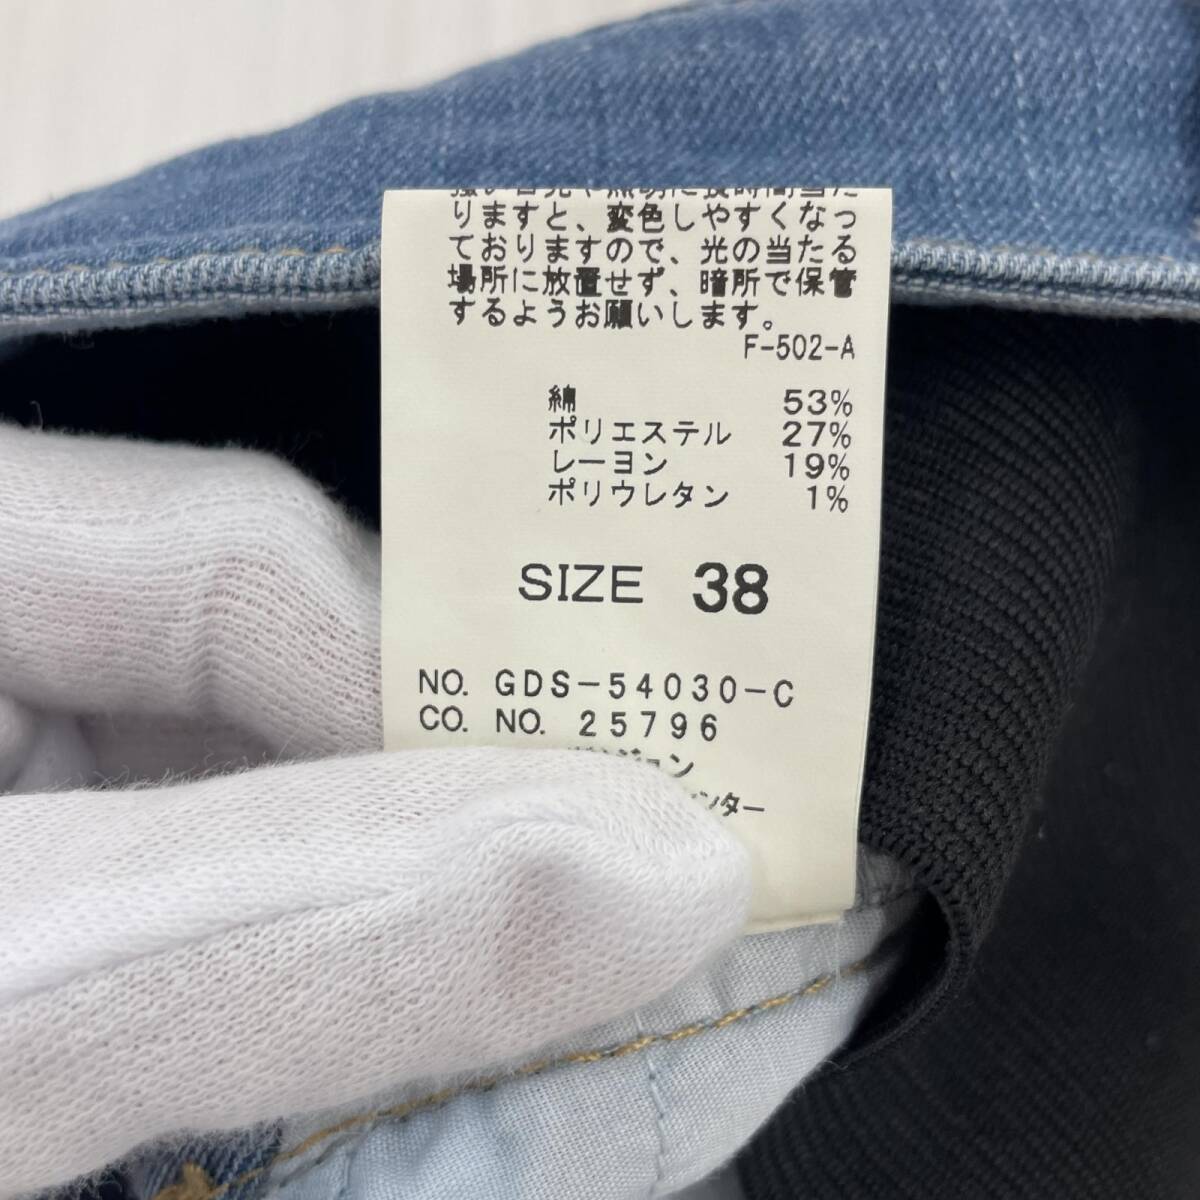 りますと、変色しやすくなっ
ておりますので、光の当たる
場所に放置せず、暗所で保管
するようお願いします。
F-502-A
綿 53%
ポリエステル 27%
レーヨン 19%
ポリウレタン 1%
SIZE 38
NO. GDS-54030-C
CO. NO. 25796